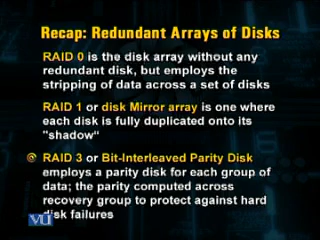 Recap: Redundant Arrays of Disks
RAID 0 is the disk array without any
redundant disk, but employs the
stripping of data across a set of disks
RAID 1 or disk Mirror array is one where
each disk is fully duplicated onto its
"shadow“
RAID 3 or Bit-Interleaved Parity Disk
employs a parity disk for each group of
data; the parity computed across
recovery group to protect against hard
disk failures
VU